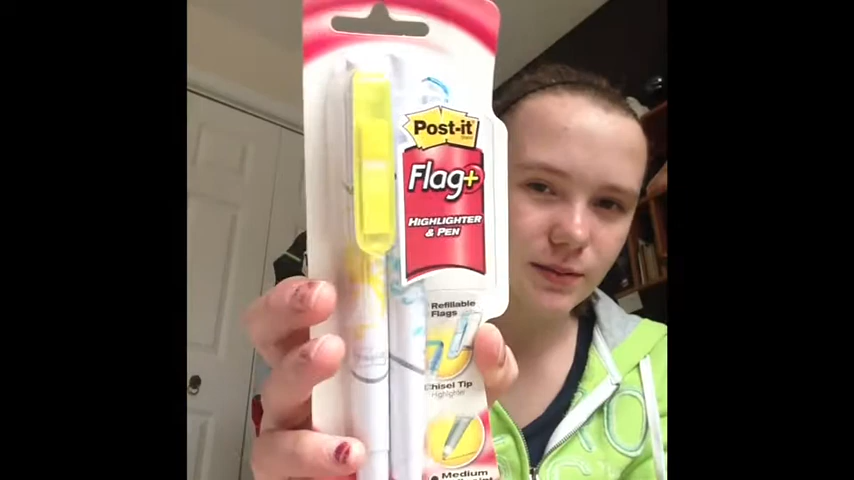 Post-it
Flag+
HIGHLIGHTER
& PEN
Refillable
Flags
Chisel Tip
Highlighter
Medium